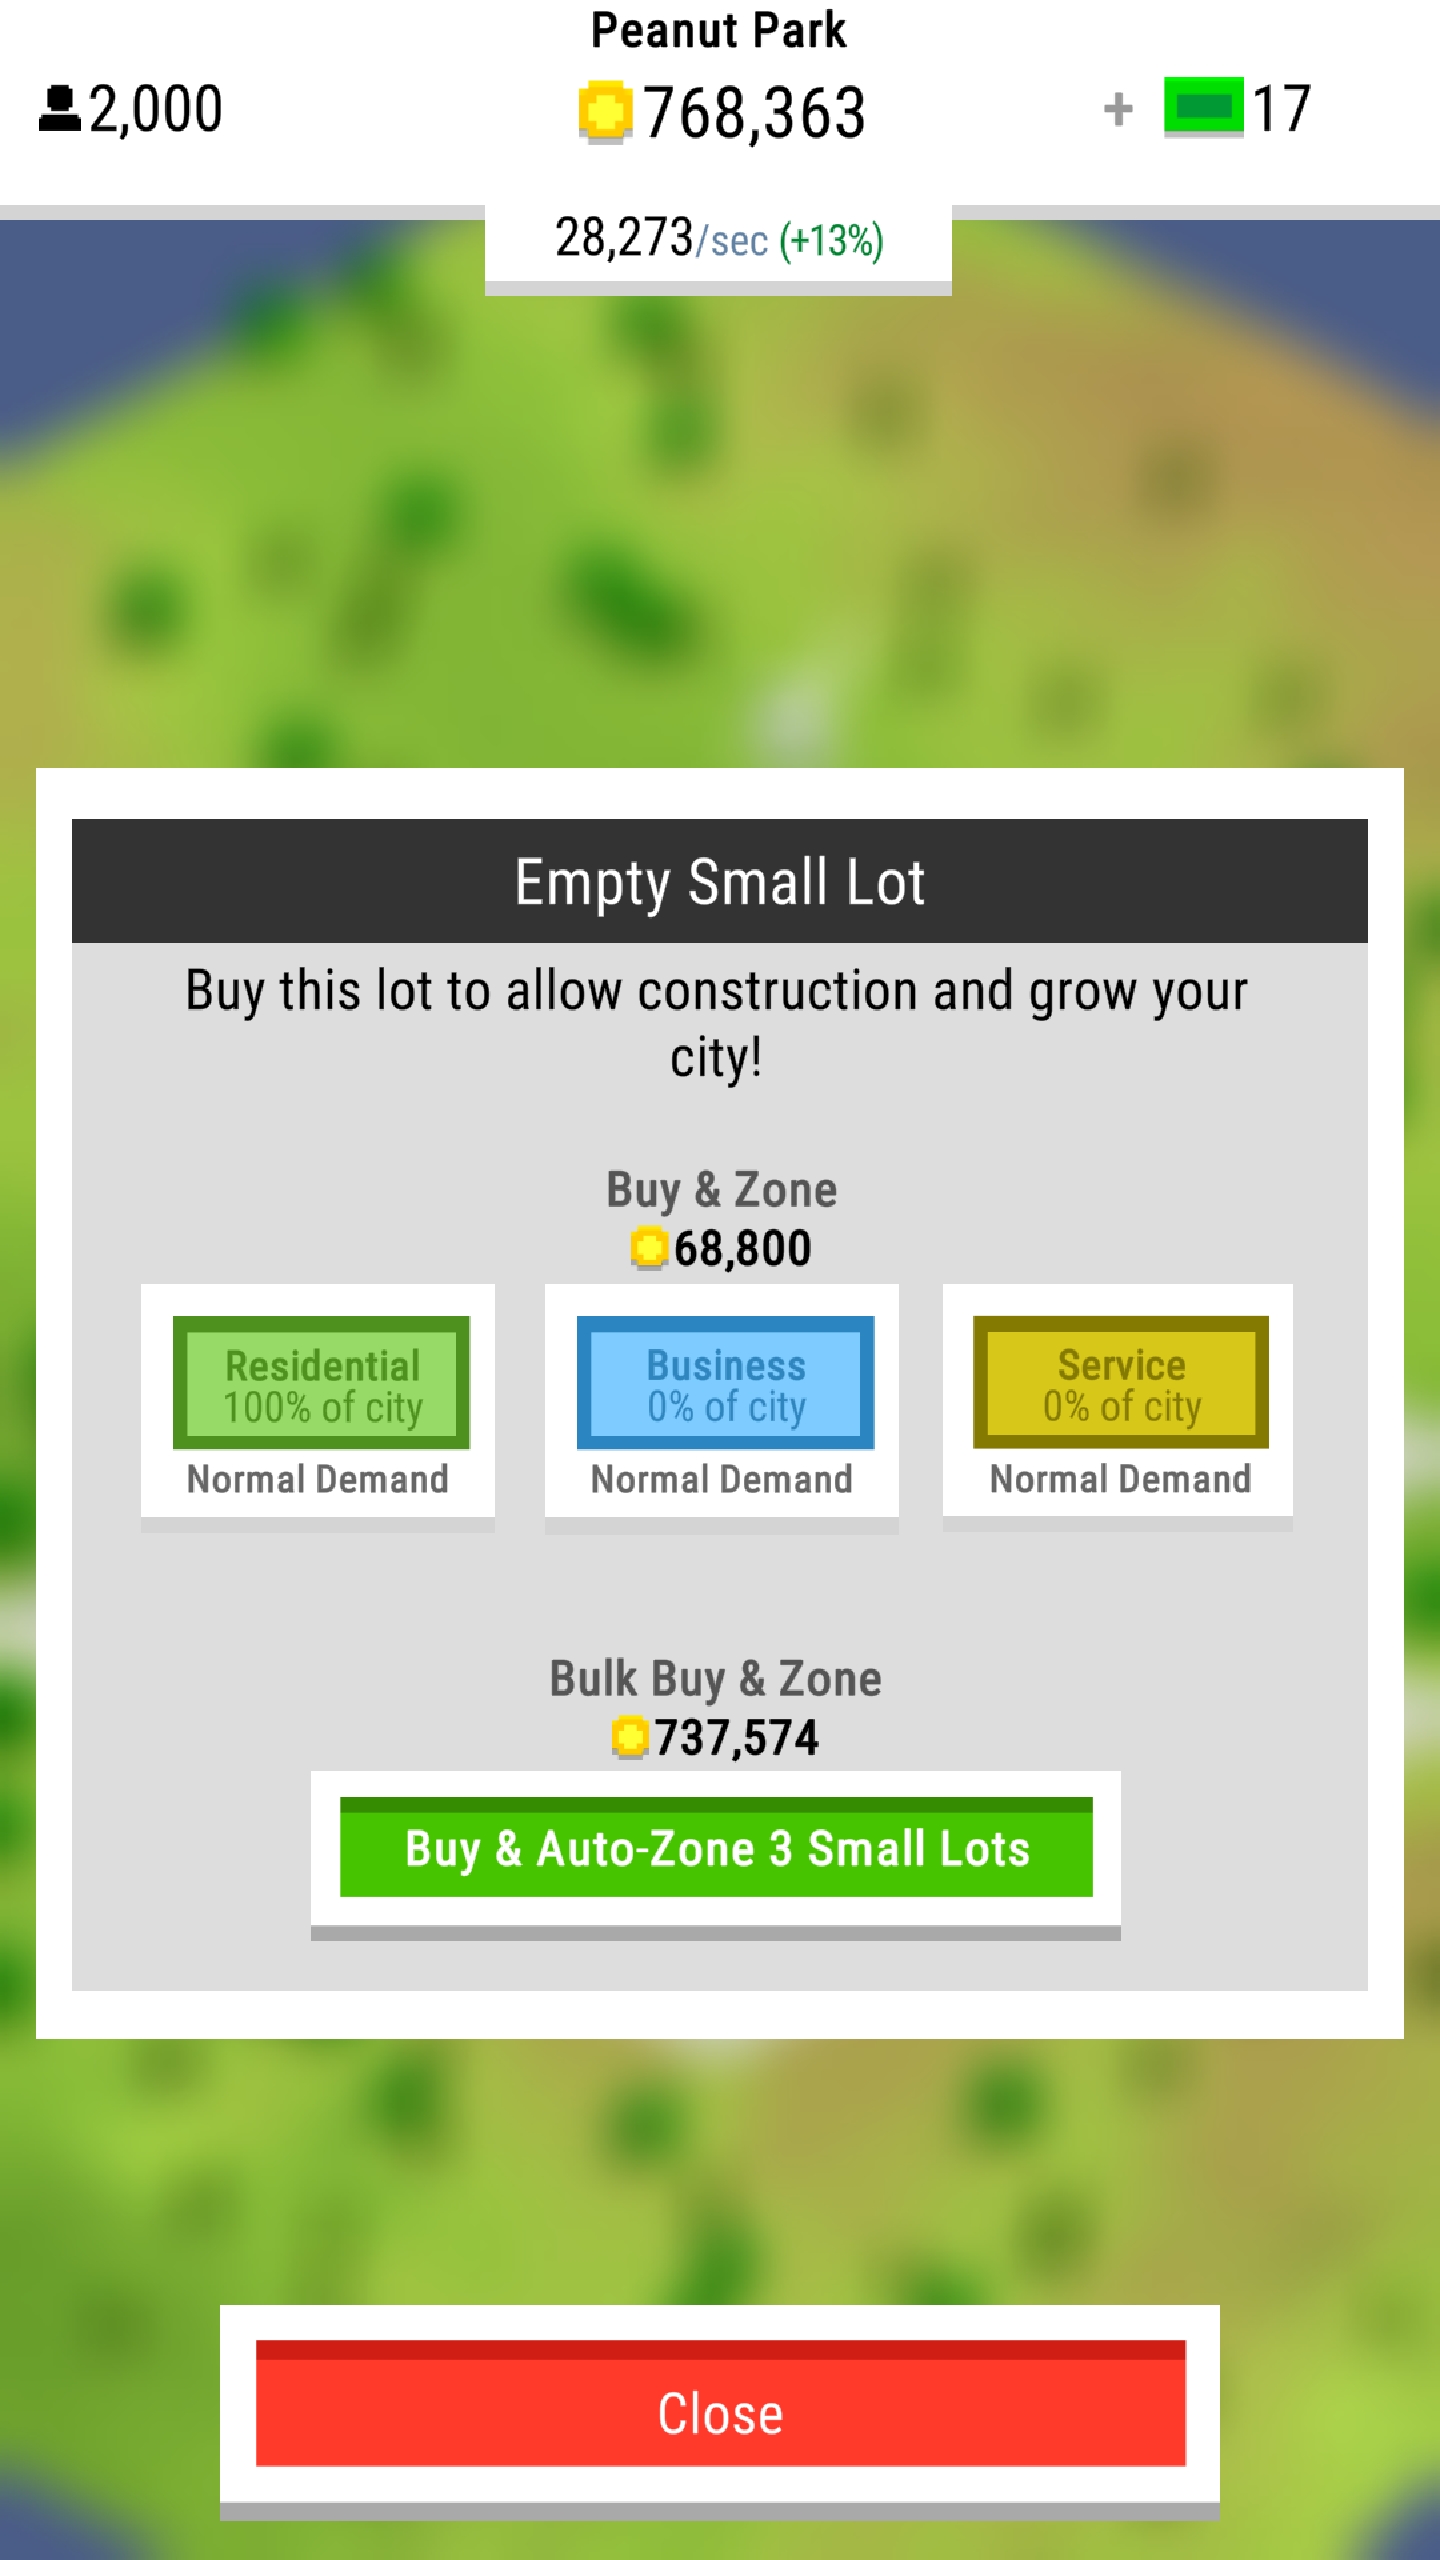 Peanut Park
2,000
768,363
+ 17
28,273/sec (+13%)
Empty Small Lot
Buy this lot to allow construction and grow your
city!
Buy & Zone
68,800
Residential
100% of city
Normal Demand
Business
0% of city
Normal Demand
Service
0% of city
Normal Demand
Bulk Buy & Zone
737,574
Buy & Auto-Zone 3 Small Lots
Close